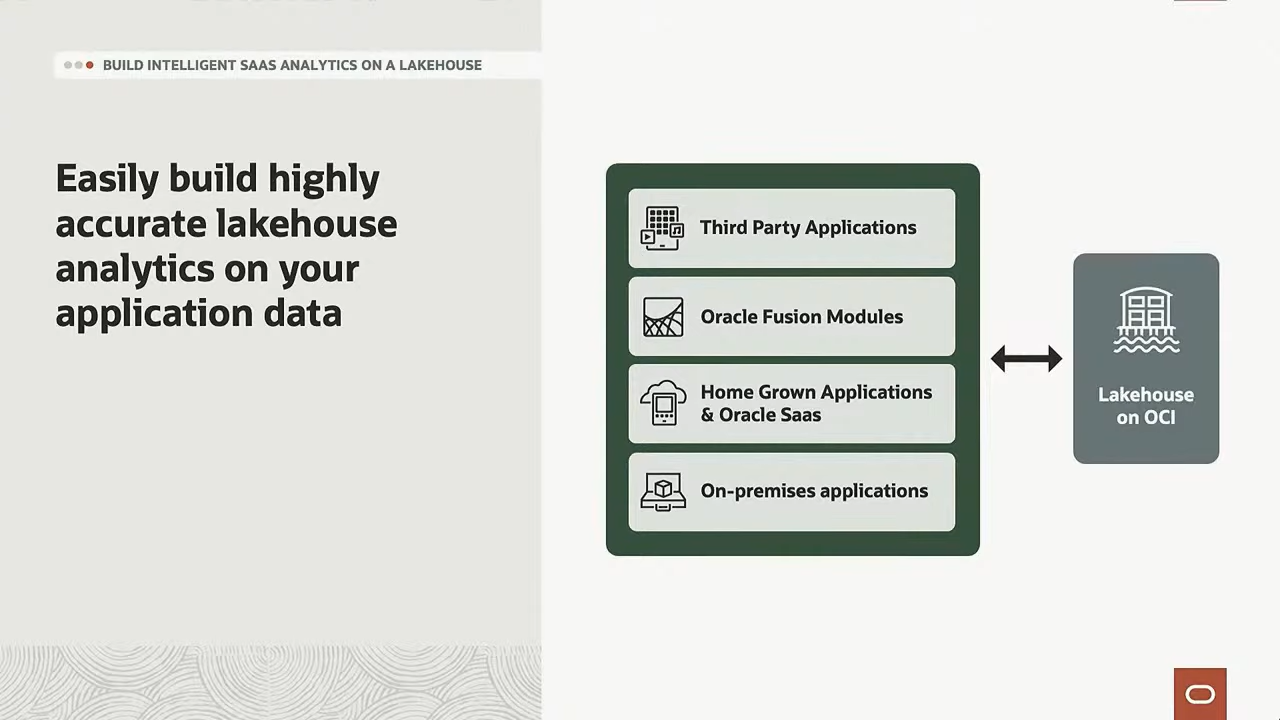 BUILD INTELLIGENT SAAS ANALYTICS ON A LAKEHOUSE
Easily build highly
accurate lakehouse
analytics on your
application data
Third Party Applications
Oracle Fusion Modules
Home Grown Applications
& Oracle Saas
On-premises applications
Lakehouse
on OCI